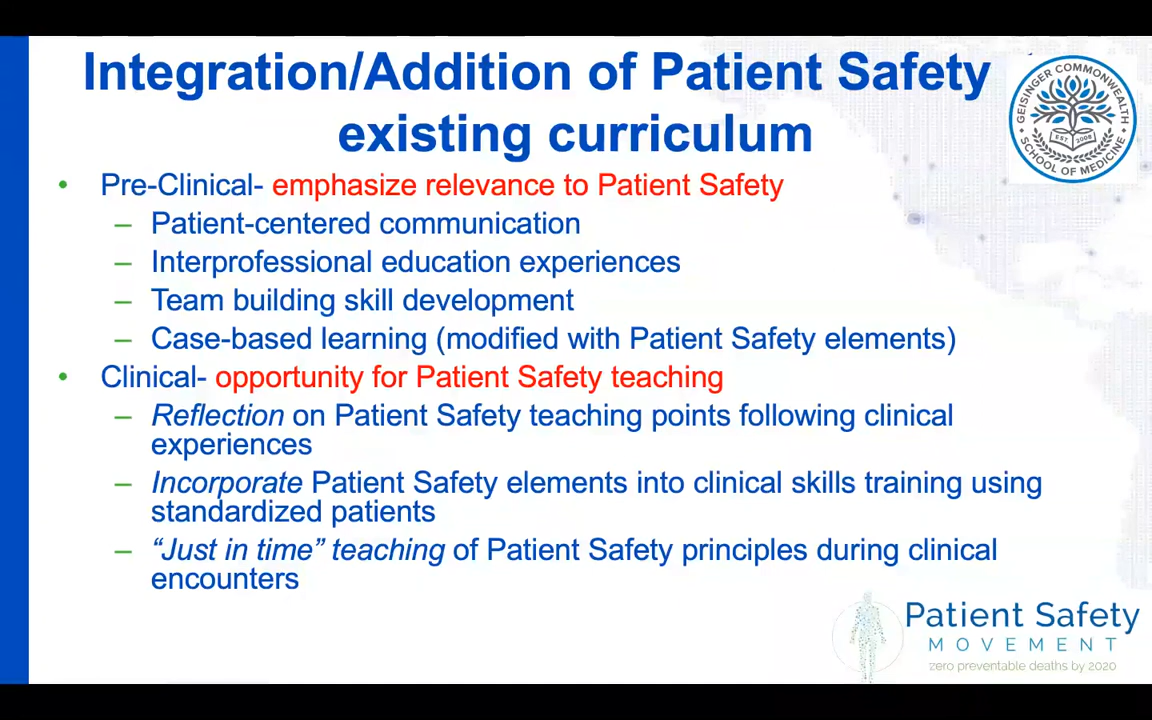 Integration/Addition of Patient Safety
existing curriculum
GEISINGER COMMONWEALTH
SCHOOL OF MEDICINE
EST. 2008
• Pre-Clinical- emphasize relevance to Patient Safety
– Patient-centered communication
– Interprofessional education experiences
– Team building skill development
– Case-based learning (modified with Patient Safety elements)
• Clinical- opportunity for Patient Safety teaching
– Reflection on Patient Safety teaching points following clinical
experiences
– Incorporate Patient Safety elements into clinical skills training using
standardized patients
– “Just in time” teaching of Patient Safety principles during clinical
encounters
Patient Safety
MOVEMENT
zero preventable deaths by 2020